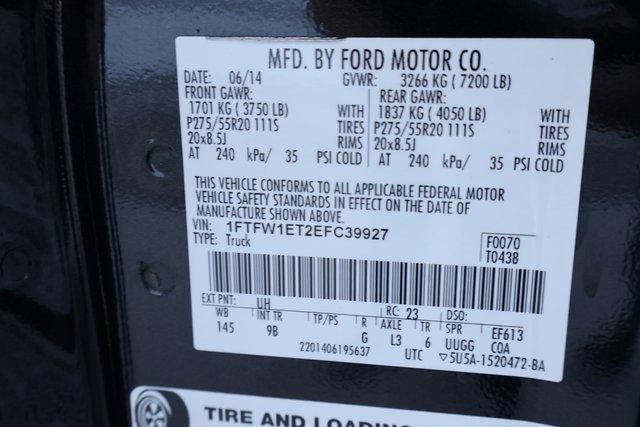 MFD. BY FORD MOTOR CO.
DATE: 06/14 GVWR: 3266 KG ( 7200 LB)
FRONT GAWR: REAR GAWR:
1701 KG ( 3750 LB) WITH 1837 KG ( 4050 LB) WITH
P275/55R20 111S TIRES P275/55R20 111S TIRES
20x8.5J RIMS 20x8.5J RIMS
AT 240 kPa/ 35 PSI COLD AT 240 kPa/ 35 PSI COLD
THIS VEHICLE CONFORMS TO ALL APPLICABLE FEDERAL MOTOR
VEHICLE SAFETY STANDARDS IN EFFECT ON THE DATE OF
MANUFACTURE SHOWN ABOVE.
VIN: 1FTFW1ET2EFC39927 F0070
TYPE: Truck T0438
EXT PNT: UH RC: 23 DSO:
WB INT TR TP/PS R AXLE TR SPR EF613
145 9B G L3 6 UUGG COA
2201406195637 UTC ▽5U5A-1520472-BA
TIRE AND LOADING